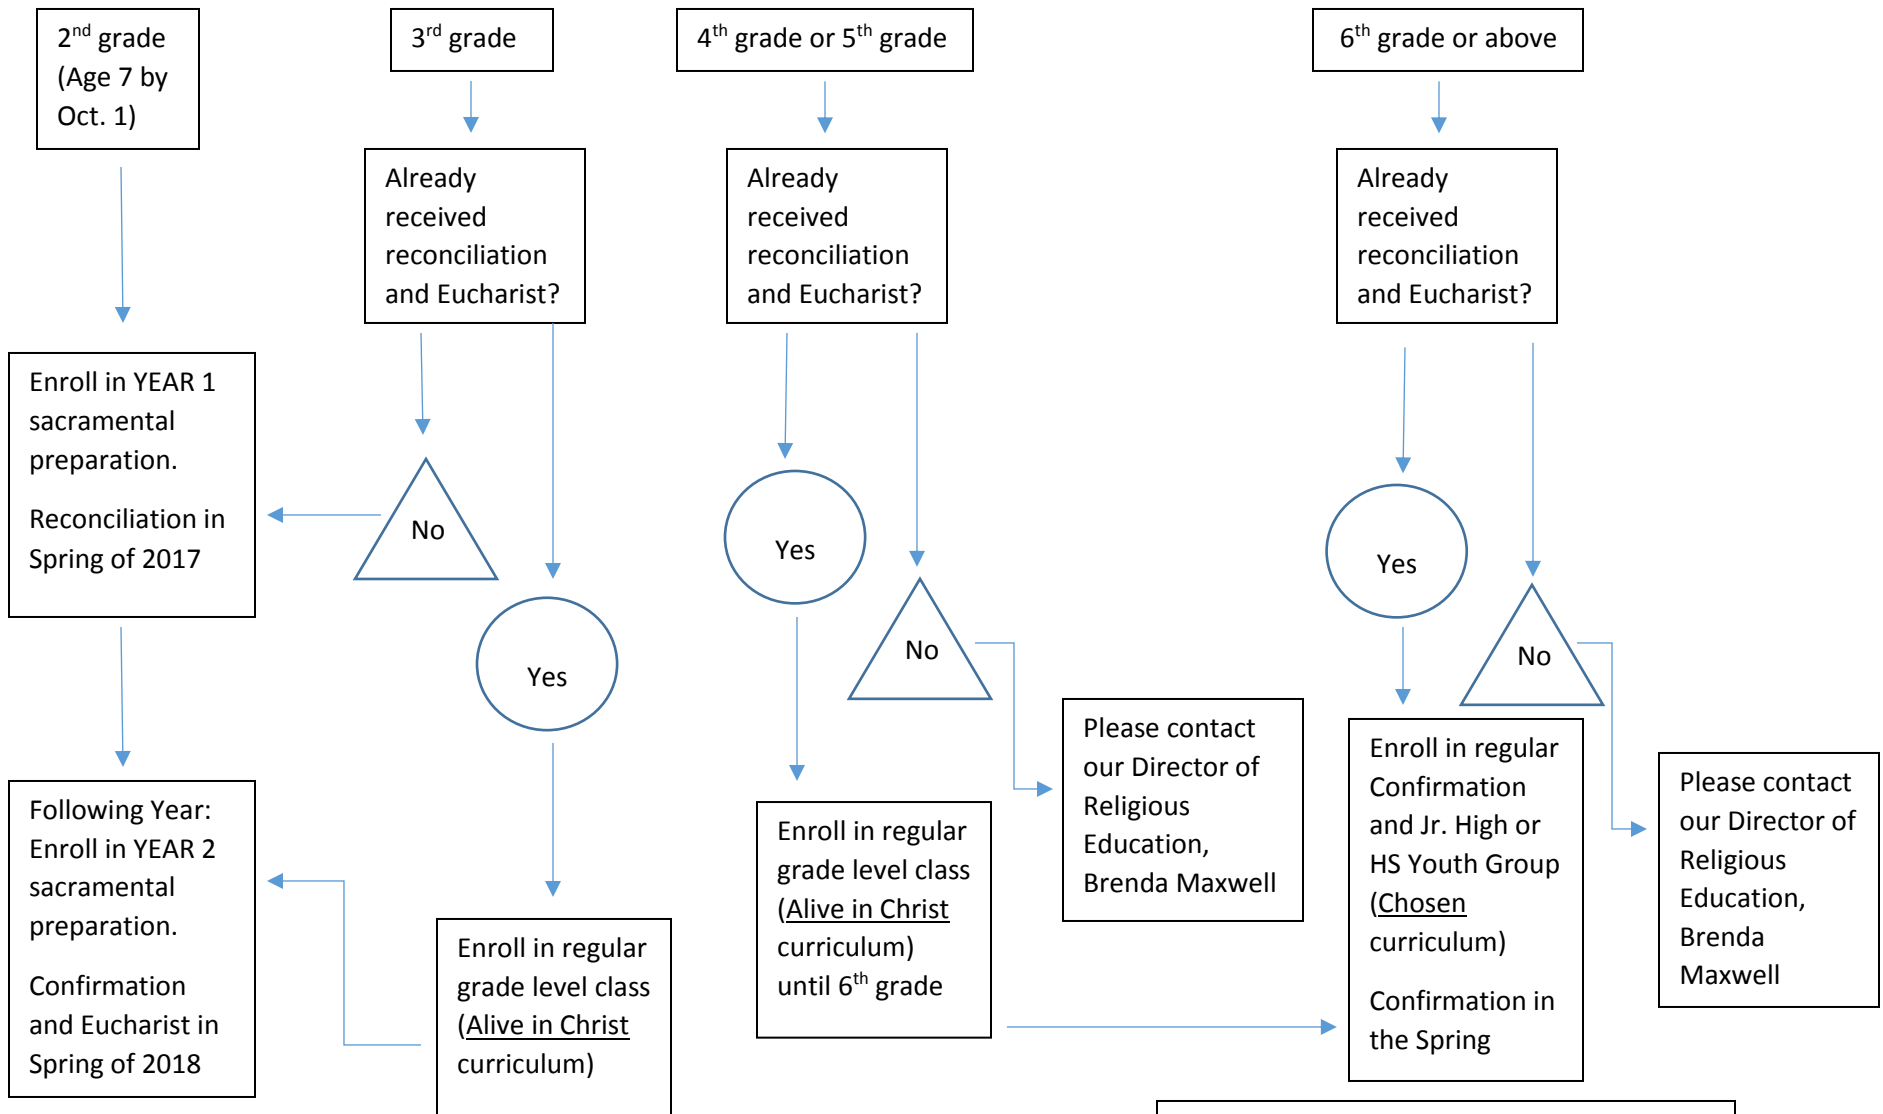 2nd grade
(Age 7 by
Oct. 1)
3rd grade
4th grade or 5th grade
6th grade or above
Already
received
reconciliation
and Eucharist?
Already
received
reconciliation
and Eucharist?
Already
received
reconciliation
and Eucharist?
Enroll in YEAR 1
sacramental
preparation.
Reconciliation in
Spring of 2017
No
Yes
Yes
No
Yes
No
Following Year:
Enroll in YEAR 2
sacramental
preparation.
Confirmation
and Eucharist in
Spring of 2018
Enroll in regular
grade level class
(Alive in Christ
curriculum)
Enroll in regular
grade level class
(Alive in Christ
curriculum)
until 6th grade
Please contact
our Director of
Religious
Education,
Brenda Maxwell
Enroll in regular
Confirmation
and Jr. High or
HS Youth Group
(Chosen
curriculum)
Confirmation in
the Spring
Please contact
our Director of
Religious
Education,
Brenda
Maxwell